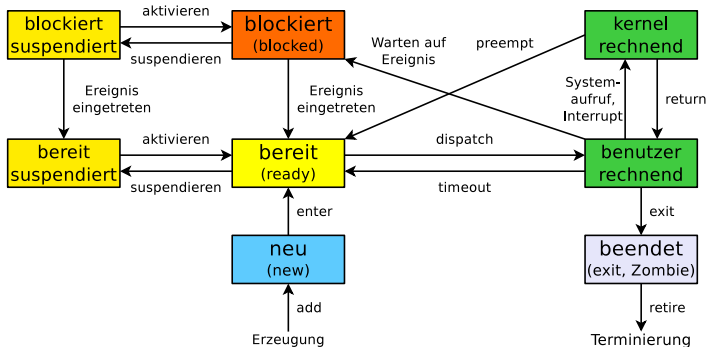 blockiert
suspendiert
aktivieren
suspendieren
blockiert
(blocked)
Warten auf
Ereignis
preempt
kernel
rechnend
Ereignis
eingetreten
Ereignis
eingetreten
System-
aufruf,
Interrupt
return
bereit
suspendiert
aktivieren
suspendieren
bereit
(ready)
dispatch
timeout
benutzer
rechnend
enter
exit
neu
(new)
beendet
(exit, Zombie)
add
retire
Erzeugung
Terminierung